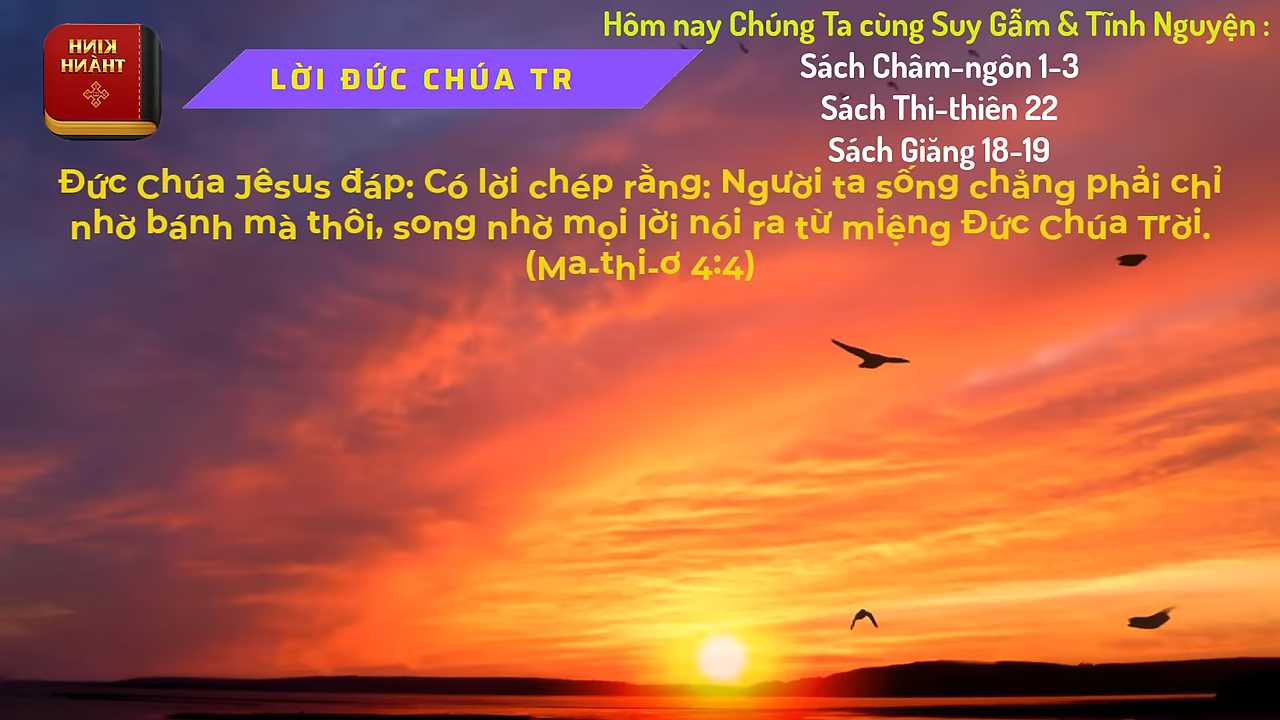 KINH
THÀNH
LỜI ĐỨC CHÚA TR
Hôm nay Chúng Ta cùng Suy Gẫm & Tĩnh Nguyện :
Sách Châm-ngôn 1-3
Sách Thi-thiên 22
Sách Giăng 18-19
Đức Chúa Jêsus đáp: Có lời chép rằng: Người ta sống chẳng phải chỉ
nhờ bánh mà thôi, song nhờ mọi lời nói ra từ miệng Đức Chúa Trời.
(Ma-thi-ơ 4:4)